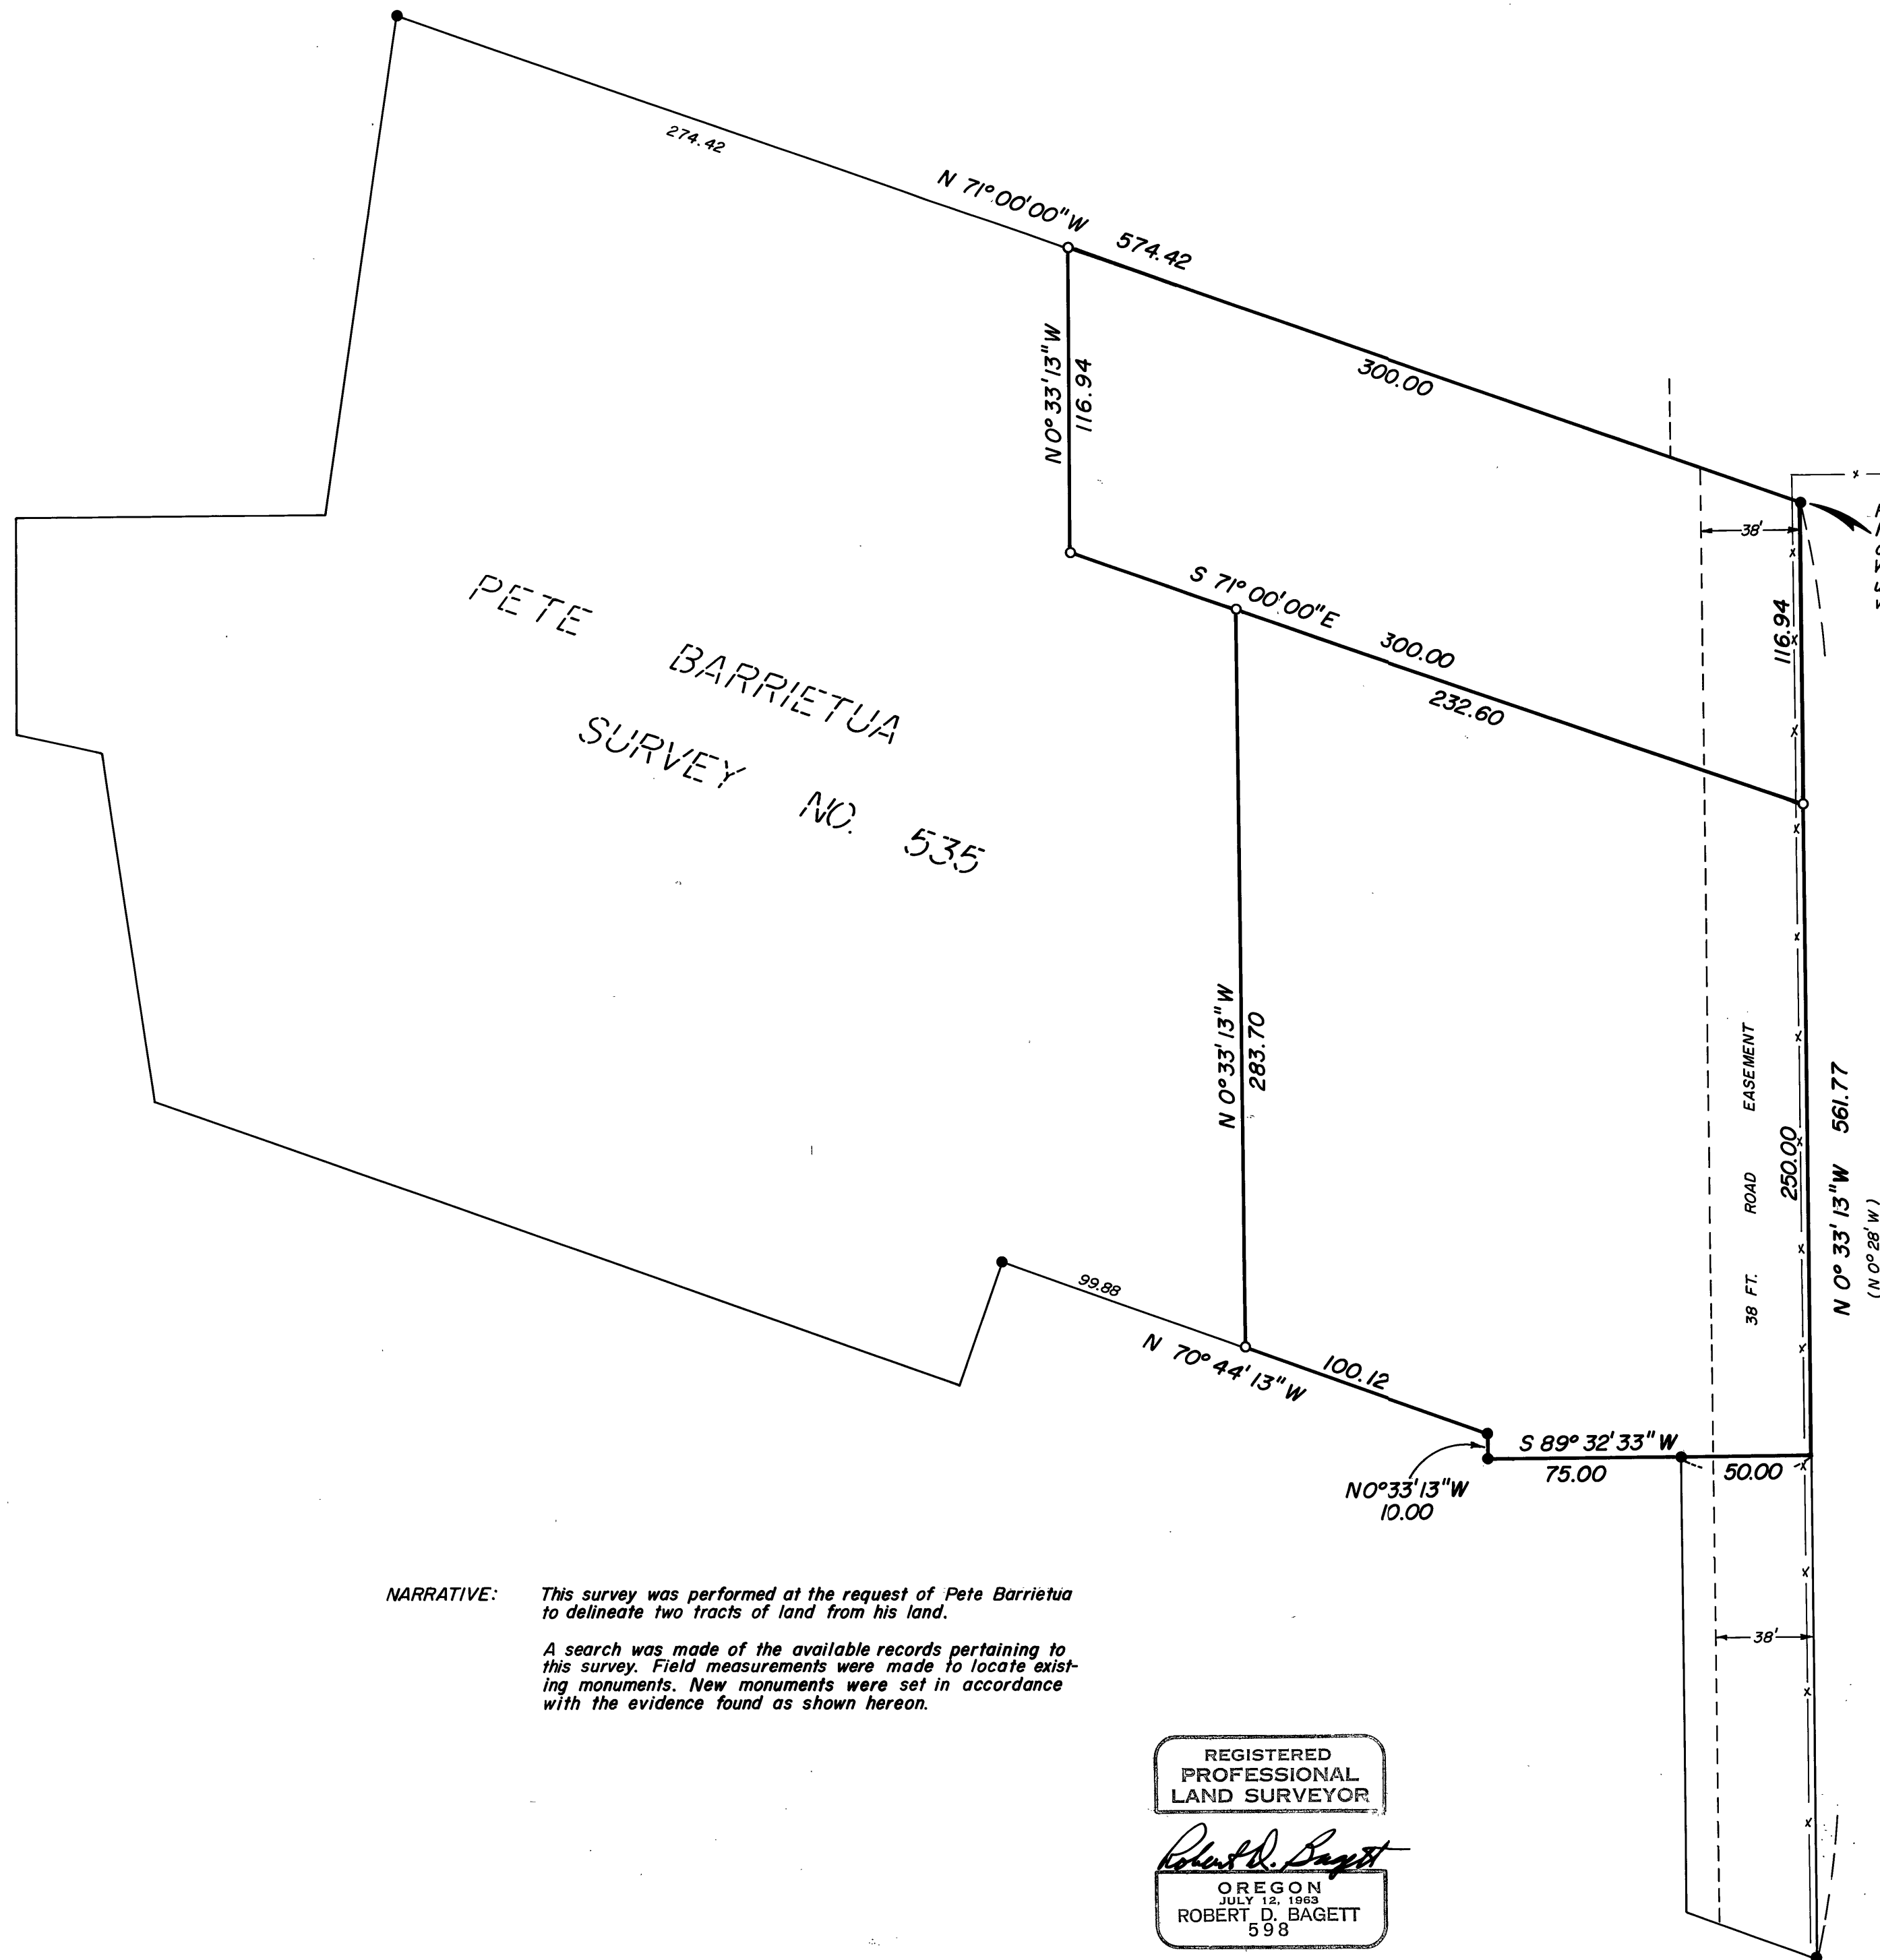 274.42
N 71° 00' 00" W 574.42
300.00
N 0° 33' 13" W
116.94
38'
116.94
S 71° 00' 00" E 300.00
232.60
PETE BARRIETUA
SURVEY NO. 535
N 0° 33' 13" W
283.70
38 FT. ROAD EASEMENT
250.00
N 0° 33' 13" W 561.77
(N 0° 28' W)
99.88
N 70° 44' 13" W
100.12
S 89° 32' 33" W
75.00
50.00
N 0° 33' 13" W
10.00
38'
NARRATIVE: This survey was performed at the request of Pete Barrietua
to delineate two tracts of land from his land.
A search was made of the available records pertaining to
this survey. Field measurements were made to locate exist-
ing monuments. New monuments were set in accordance
with the evidence found as shown hereon.
REGISTERED
PROFESSIONAL
LAND SURVEYOR
Robert D. Bagett
OREGON
JULY 12, 1963
ROBERT D. BAGETT
598